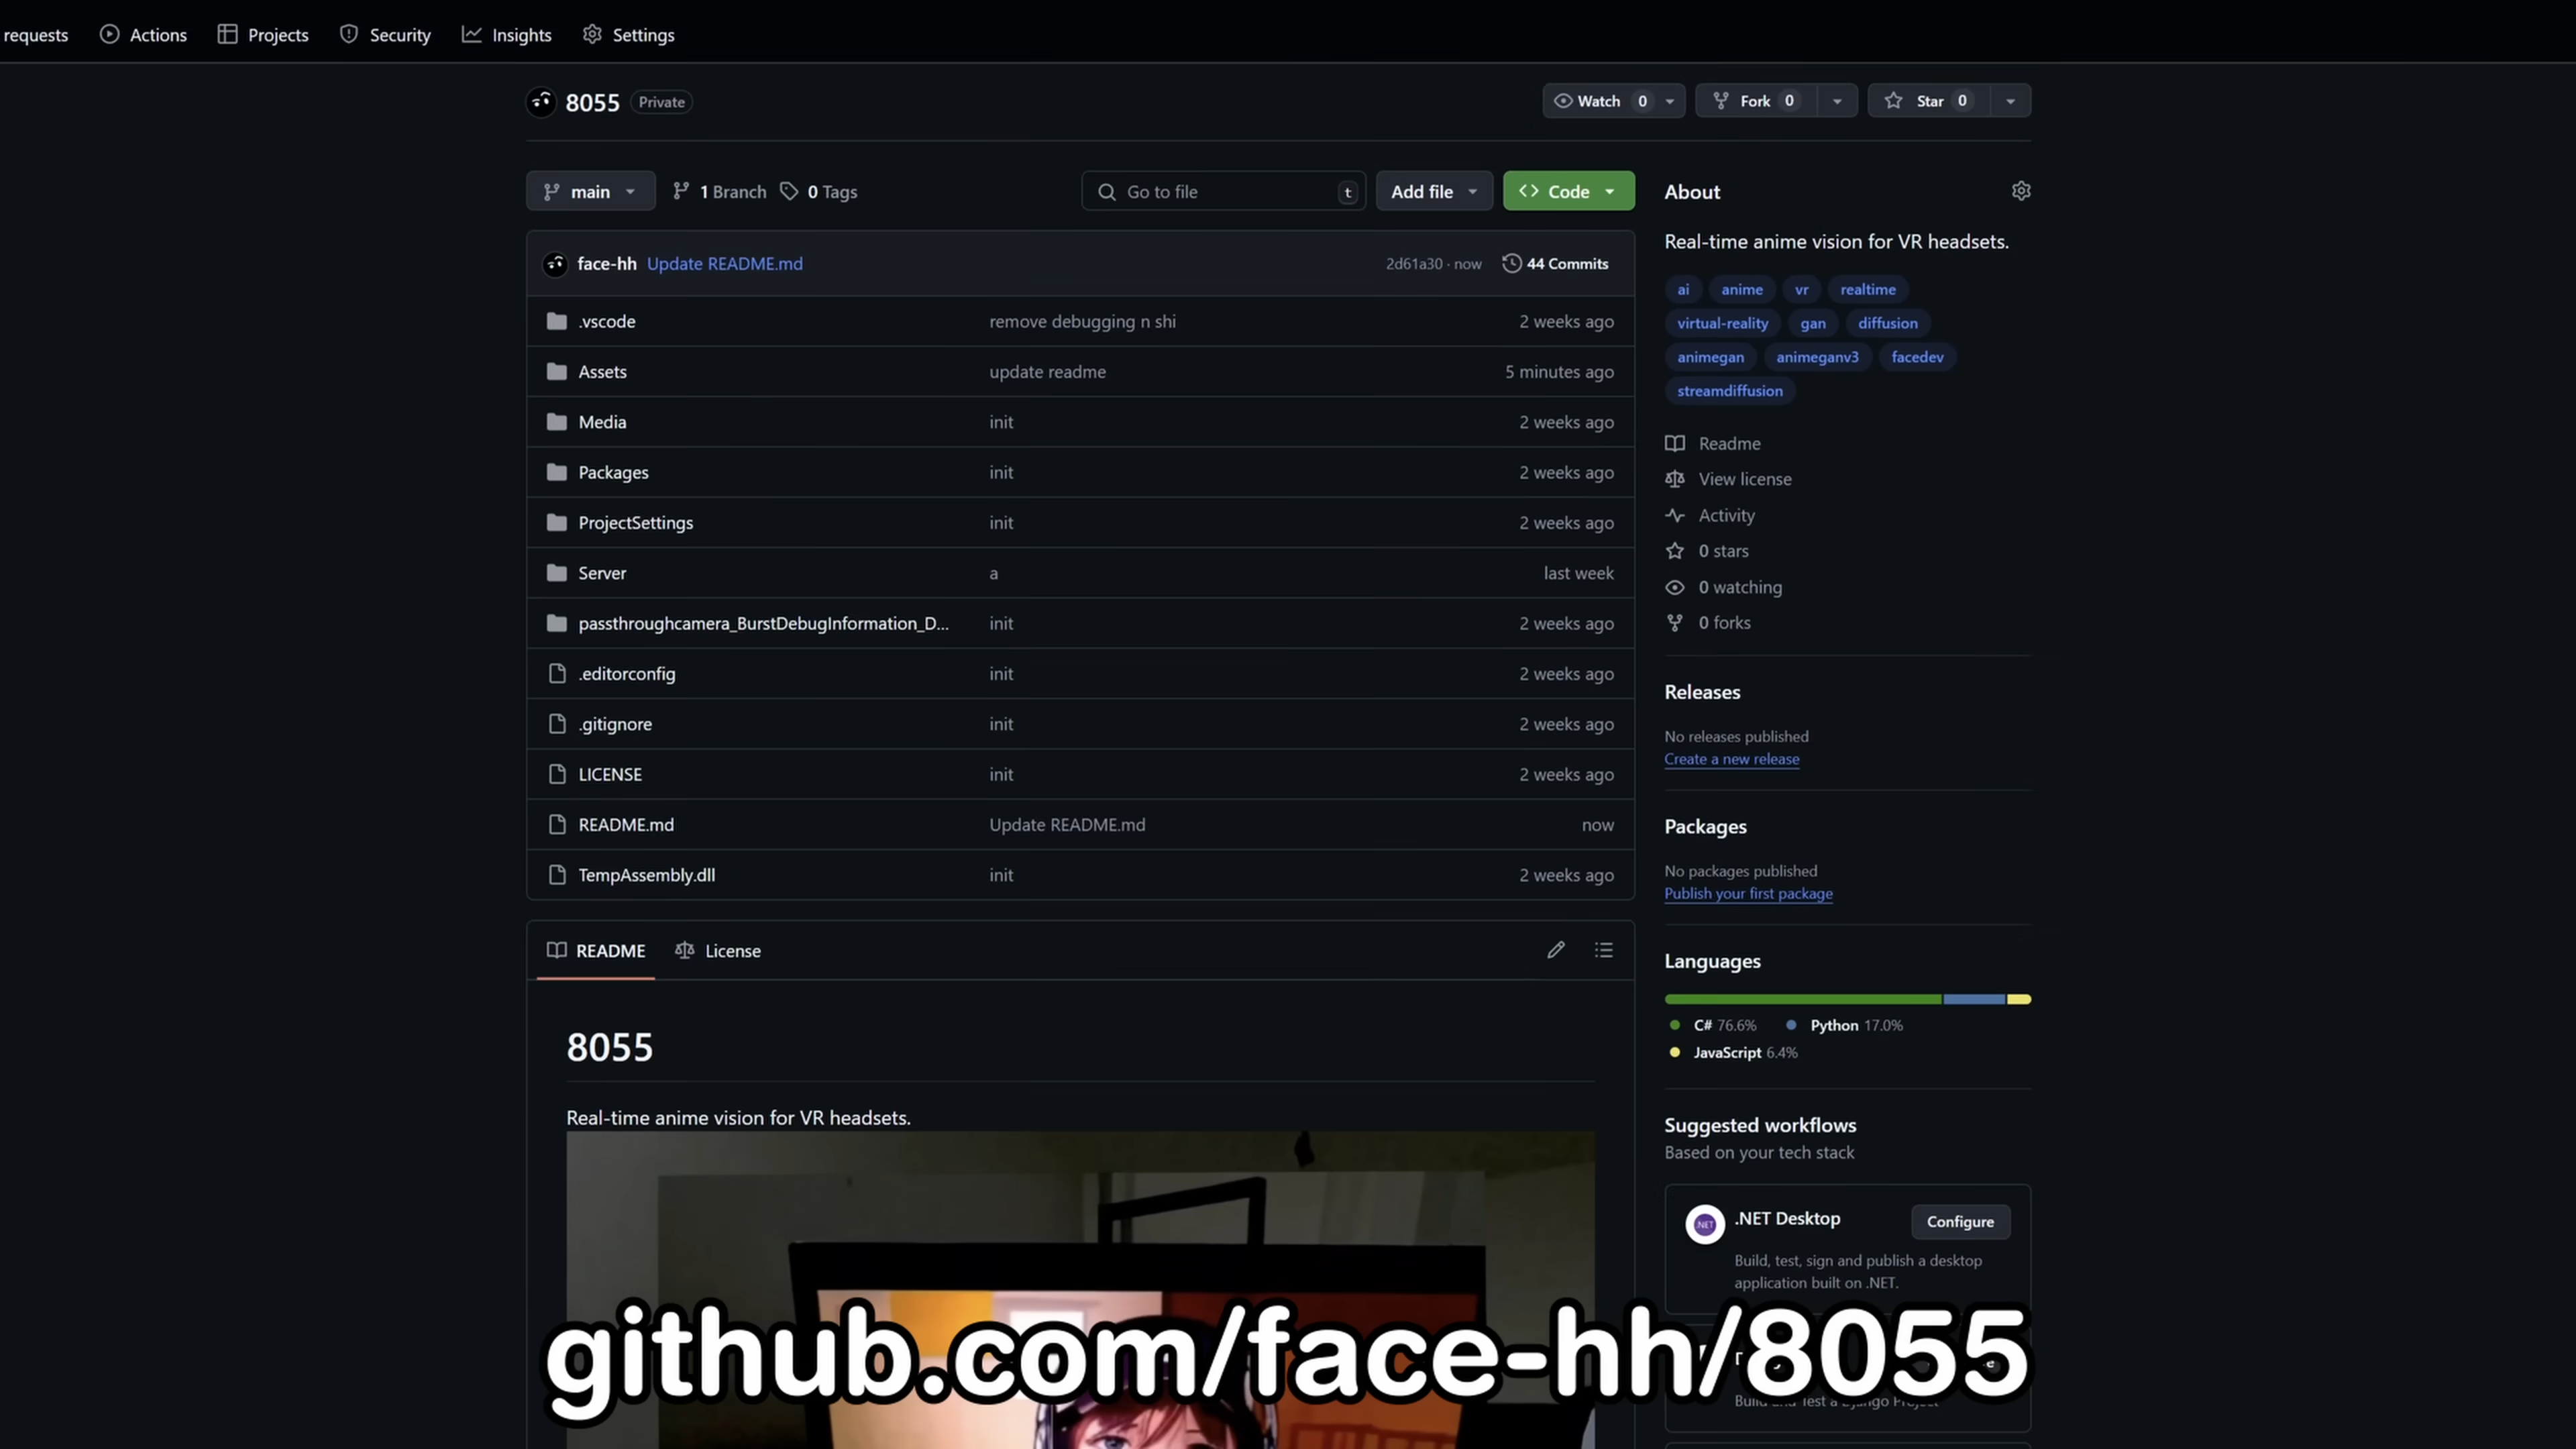 requests Actions Projects Security Insights Settings
8055 Private Watch 0 Fork 0 Star 0
main 1 Branch 0 Tags Go to file t Add file Code
face-hh Update README.md 2d61a30 · now 44 Commits
.vscode remove debugging n shi 2 weeks ago
Assets update readme 5 minutes ago
Media init 2 weeks ago
Packages init 2 weeks ago
ProjectSettings init 2 weeks ago
Server a last week
passthroughcamera_BurstDebugInformation_D... init 2 weeks ago
.editorconfig init 2 weeks ago
.gitignore init 2 weeks ago
LICENSE init 2 weeks ago
README.md Update README.md now
TempAssembly.dll init 2 weeks ago
README License
8055
Real-time anime vision for VR headsets.
About
Real-time anime vision for VR headsets.
ai anime vr realtime
virtual-reality gan diffusion
animegan animeganv3 facedev
streamdiffusion
Readme
View license
Activity
0 stars
0 watching
0 forks
Releases
No releases published
Create a new release
Packages
No packages published
Publish your first package
Languages
C# 76.6% Python 17.0%
JavaScript 6.4%
Suggested workflows
Based on your tech stack
.NET
.NET Desktop Configure
Build, test, sign and publish a desktop
application built on .NET.
Build and Test a Django Project
github.com/face-hh/8055